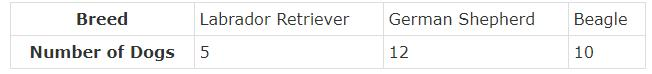 Breed Labrador Retriever German Shepherd Beagle
Number of Dogs 5 12 10